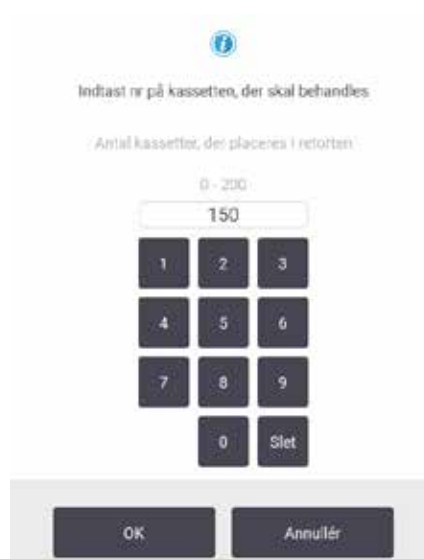 Indtast nr på kassetten, der skal behandles
Antal kassetter, der placeres i retorten
0 - 200
150
1 2 3
4 5 6
7 8 9
0 Slet
OK Annullér